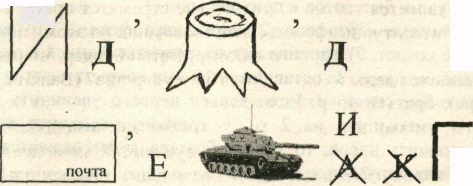 Д , , Д
И
Е А К
почта